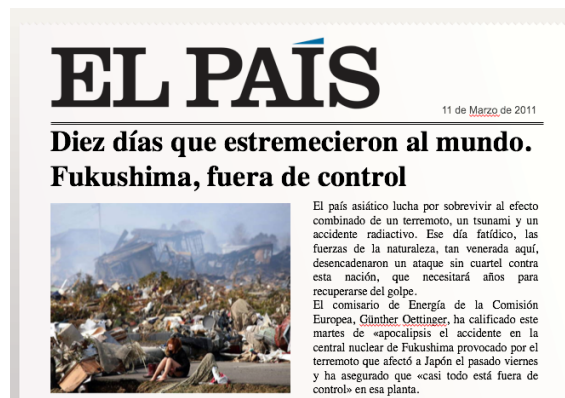 EL PAÍS
11 de Marzo de 2011
Diez días que estremecieron al mundo.
Fukushima, fuera de control
El país asiático lucha por sobrevivir al efecto
combinado de un terremoto, un tsunami y un
accidente radiactivo. Ese día fatídico, las
fuerzas de la naturaleza, tan venerada aquí,
desencadenaron un ataque sin cuartel contra
esta nación, que necesitará años para
recuperarse del golpe.
El comisario de Energía de la Comisión
Europea, Günther Oettinger, ha calificado este
martes de «apocalipsis el accidente en la
central nuclear de Fukushima provocado por el
terremoto que afectó a Japón el pasado viernes
y ha asegurado que «casi todo está fuera de
control» en esa planta.